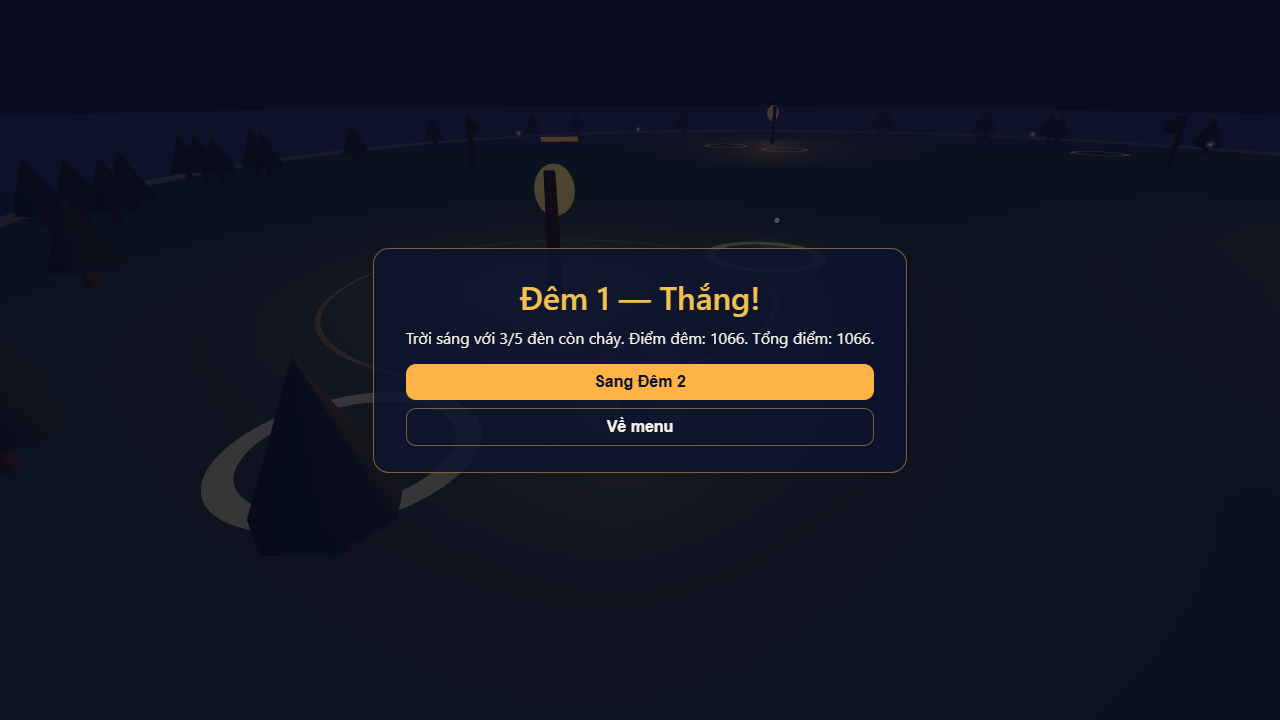 Đêm 1 — Thắng!
Trời sáng với 3/5 đèn còn cháy. Điểm đêm: 1066. Tổng điểm: 1066.
Sang Đêm 2
Về menu